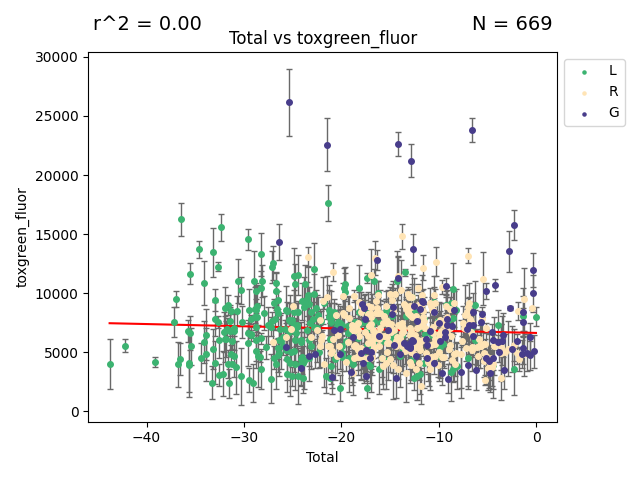 r^2 = 0.00
N = 669
Total vs toxgreen_fluor
30000
25000
20000
15000
10000
5000
0
toxgreen_fluor
−40
−30
−20
−10
0
Total
L
R
G